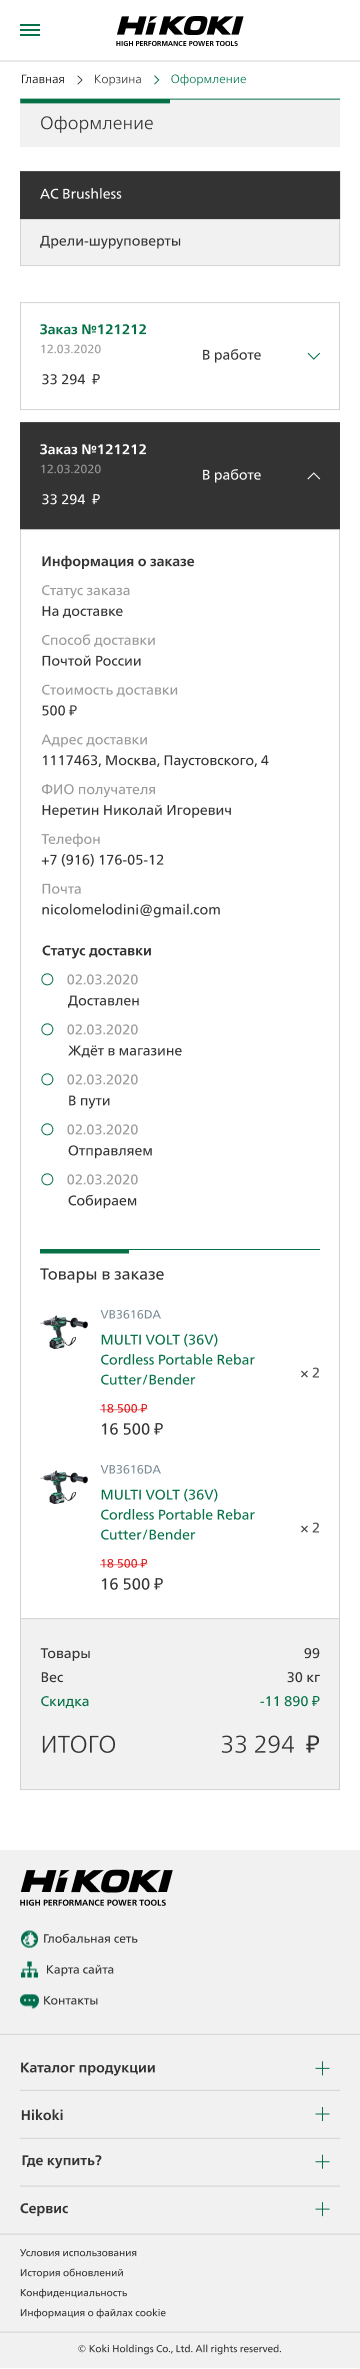 HiKOKI
HIGH PERFORMANCE POWER TOOLS
Главная > Корзина > Оформление
Оформление
AC Brushless
Дрели-шуруповерты
Заказ №121212
12.03.2020
В работе
33 294 ₽
Заказ №121212
12.03.2020
В работе
33 294 ₽
Информация о заказе
Статус заказа
На доставке
Способ доставки
Почтой России
Стоимость доставки
500 ₽
Адрес доставки
1117463, Москва, Паустовского, 4
ФИО получателя
Неретин Николай Игоревич
Телефон
+7 (916) 176-05-12
Почта
nicolomelodini@gmail.com
Статус доставки
02.03.2020
Доставлен
02.03.2020
Ждёт в магазине
02.03.2020
В пути
02.03.2020
Отправляем
02.03.2020
Собираем
Товары в заказе
VB3616DA
MULTI VOLT (36V)
Cordless Portable Rebar
Cutter/Bender
× 2
18 500 ₽
16 500 ₽
VB3616DA
MULTI VOLT (36V)
Cordless Portable Rebar
Cutter/Bender
× 2
18 500 ₽
16 500 ₽
Товары 99
Вес 30 кг
Скидка -11 890 ₽
ИТОГО 33 294 ₽
HiKOKI
HIGH PERFORMANCE POWER TOOLS
Глобальная сеть
Карта сайта
Контакты
Каталог продукции
Hikoki
Где купить?
Сервис
Условия использования
История обновлений
Конфиденциальность
Информация о файлах cookie
© Koki Holdings Co., Ltd. All rights reserved.